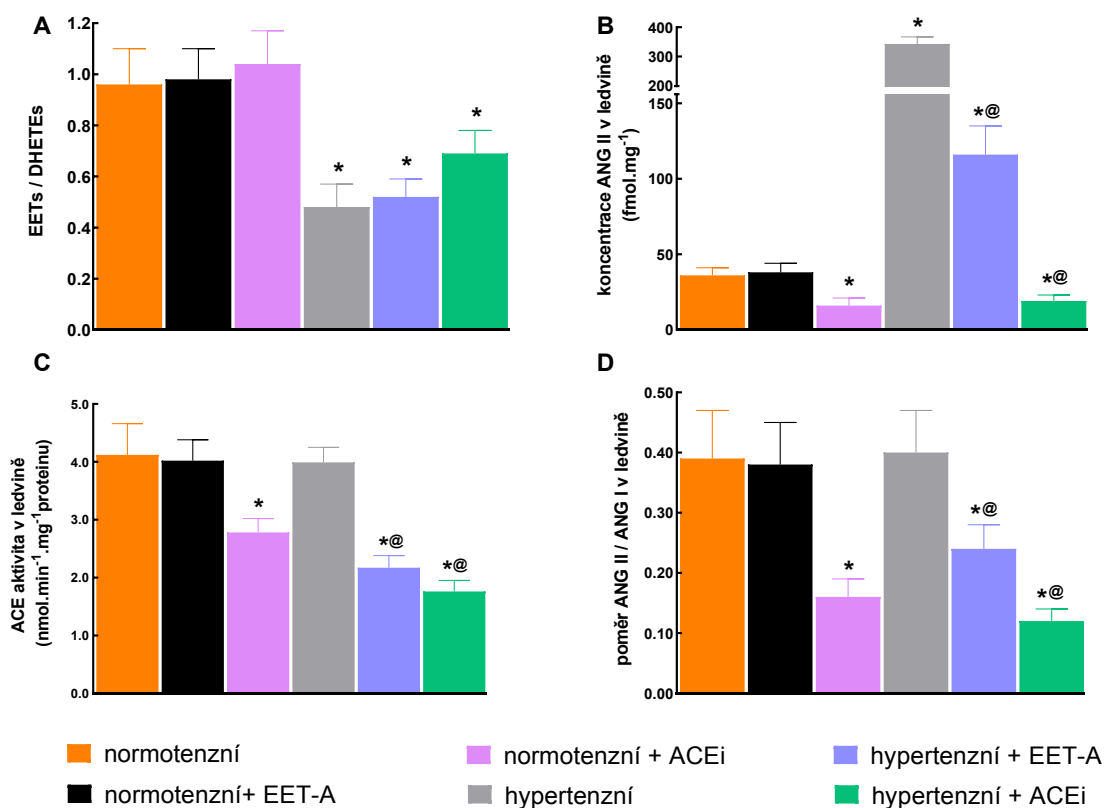 A
EETs / DHETEs
1.2
1.0
0.8
0.6
0.4
0.2
0.0
*
*
*
B
koncentrace ANG II v ledvině
(fmol.mg⁻¹)
400
300
200
150
100
50
0
*
*
*@
*@
C
ACE aktivita v ledvině
(nmol.min⁻¹.mg⁻¹proteinu)
5.0
4.0
3.0
2.0
1.0
0.0
*
*@
*@
D
poměr ANG II / ANG I v ledvině
0.50
0.40
0.30
0.20
0.10
0.00
*
*@
*@
normotenzní
normotenzní + ACEi
hypertenzní + EET-A
normotenzní+ EET-A
hypertenzní
hypertenzní + ACEi